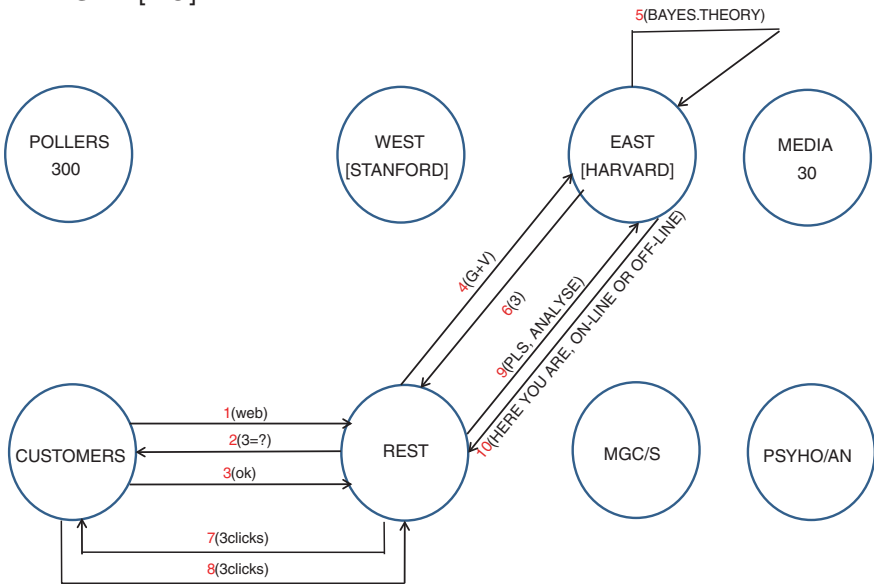 5(BAYES.THEORY)
POLLERS
300
WEST
[STANFORD]
EAST
[HARVARD]
MEDIA
30
4(G+V)
6(3)
9(PLS, ANALYSE)
10(HERE YOU ARE, ON-LINE OR OFF-LINE)
CUSTOMERS
1(web)
2(3=?)
3(ok)
REST
MGC/S
PSYHO/AN
7(3clicks)
8(3clicks)